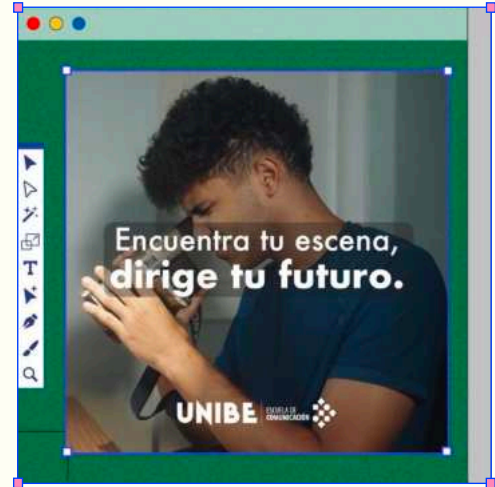 Encuentra tu escena,
dirige tu futuro.
T
UNIBE
ESCUELA DE
COMUNICACIÓN